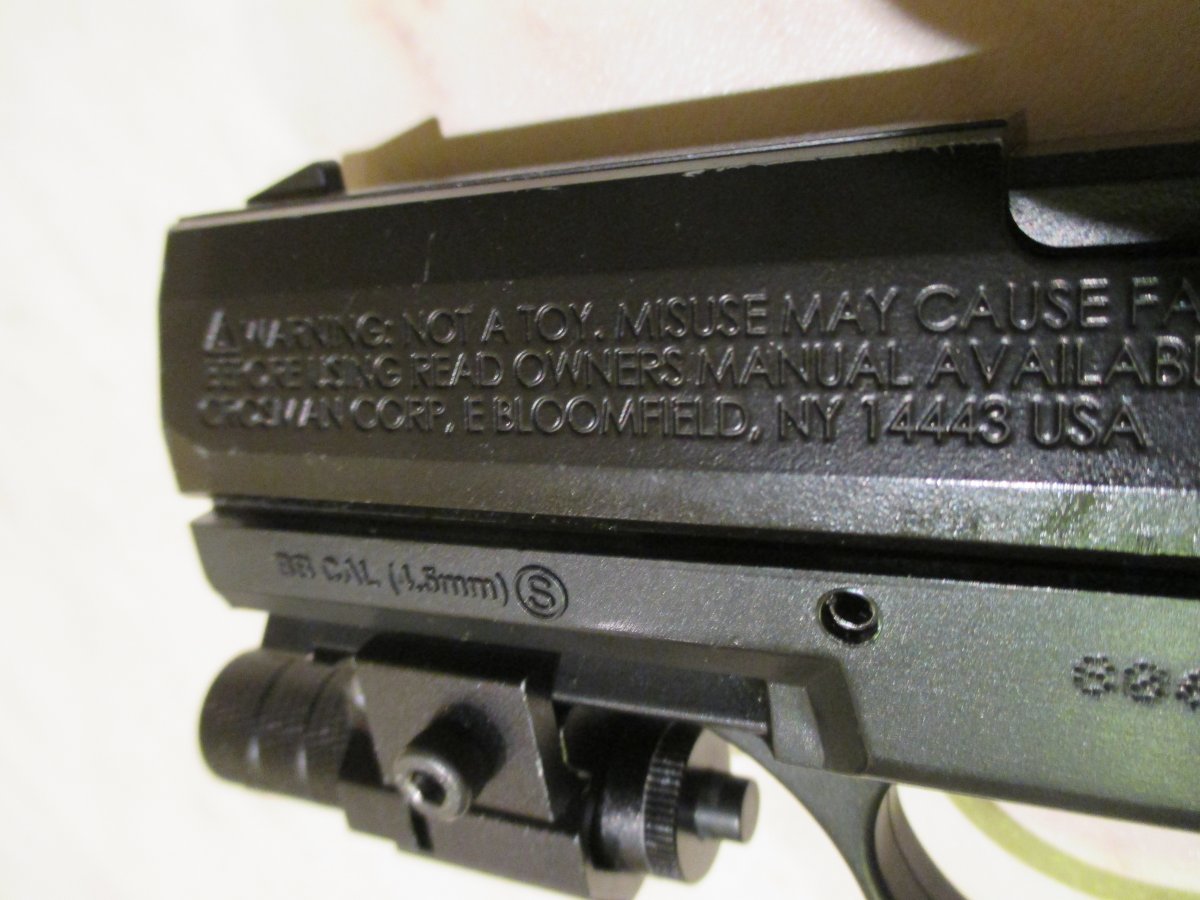 WARNING: NOT A TOY. MISUSE MAY CAUSE FA
BEFORE USING READ OWNERS MANUAL AVAILABL
CROSMAN CORP, E BLOOMFIELD, NY 14443 USA
BB CAL (4.5mm) S